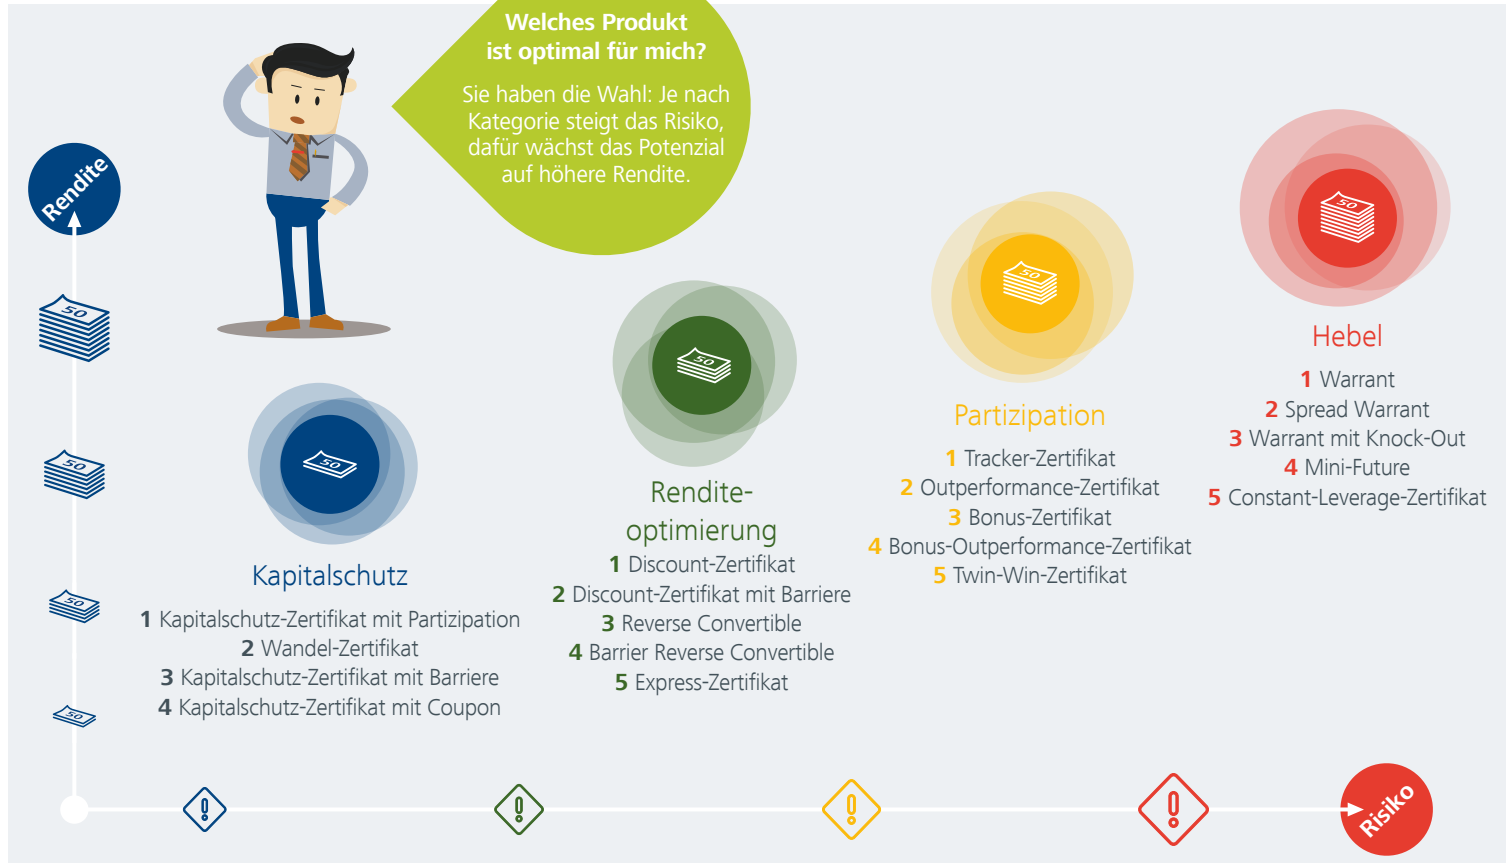 Welches Produkt
ist optimal für mich?
Sie haben die Wahl: Je nach
Kategorie steigt das Risiko,
dafür wächst das Potenzial
auf höhere Rendite.
Rendite
50
50
50
50
50
Kapitalschutz
1 Kapitalschutz-Zertifikat mit Partizipation
2 Wandel-Zertifikat
3 Kapitalschutz-Zertifikat mit Barriere
4 Kapitalschutz-Zertifikat mit Coupon
50
Rendite-
optimierung
1 Discount-Zertifikat
2 Discount-Zertifikat mit Barriere
3 Reverse Convertible
4 Barrier Reverse Convertible
5 Express-Zertifikat
50
Partizipation
1 Tracker-Zertifikat
2 Outperformance-Zertifikat
3 Bonus-Zertifikat
4 Bonus-Outperformance-Zertifikat
5 Twin-Win-Zertifikat
50
Hebel
1 Warrant
2 Spread Warrant
3 Warrant mit Knock-Out
4 Mini-Future
5 Constant-Leverage-Zertifikat
!
!
!
!
Risiko